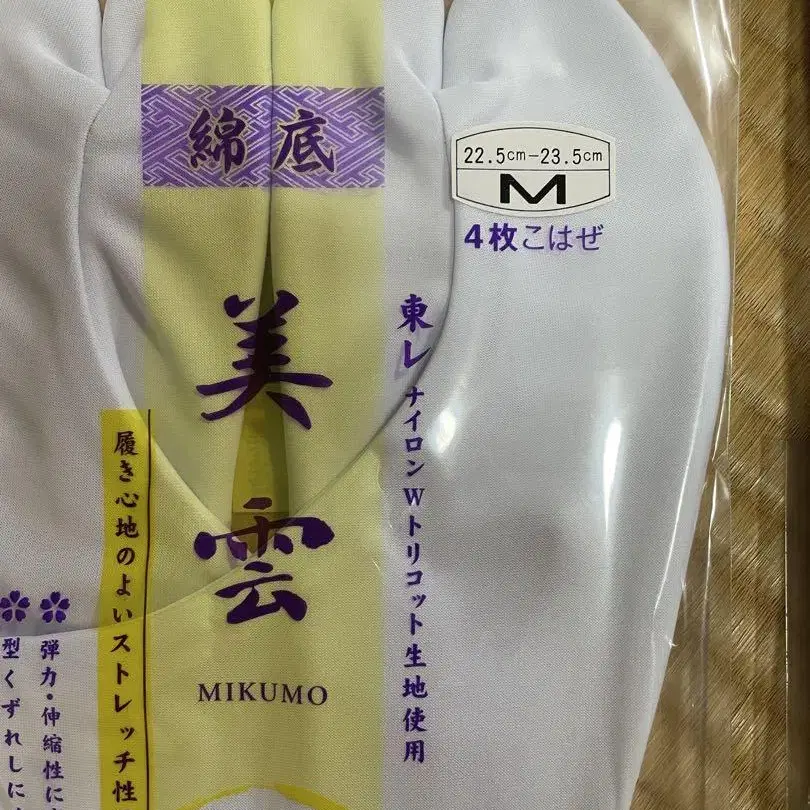 綿底
22.5cm-23.5cm
M
4枚こはぜ
美雲
MIKUMO
東レ ナイロンWトリコット生地使用
履き心地のよいストレッチ性
弾力・伸縮性に
型くずれしに